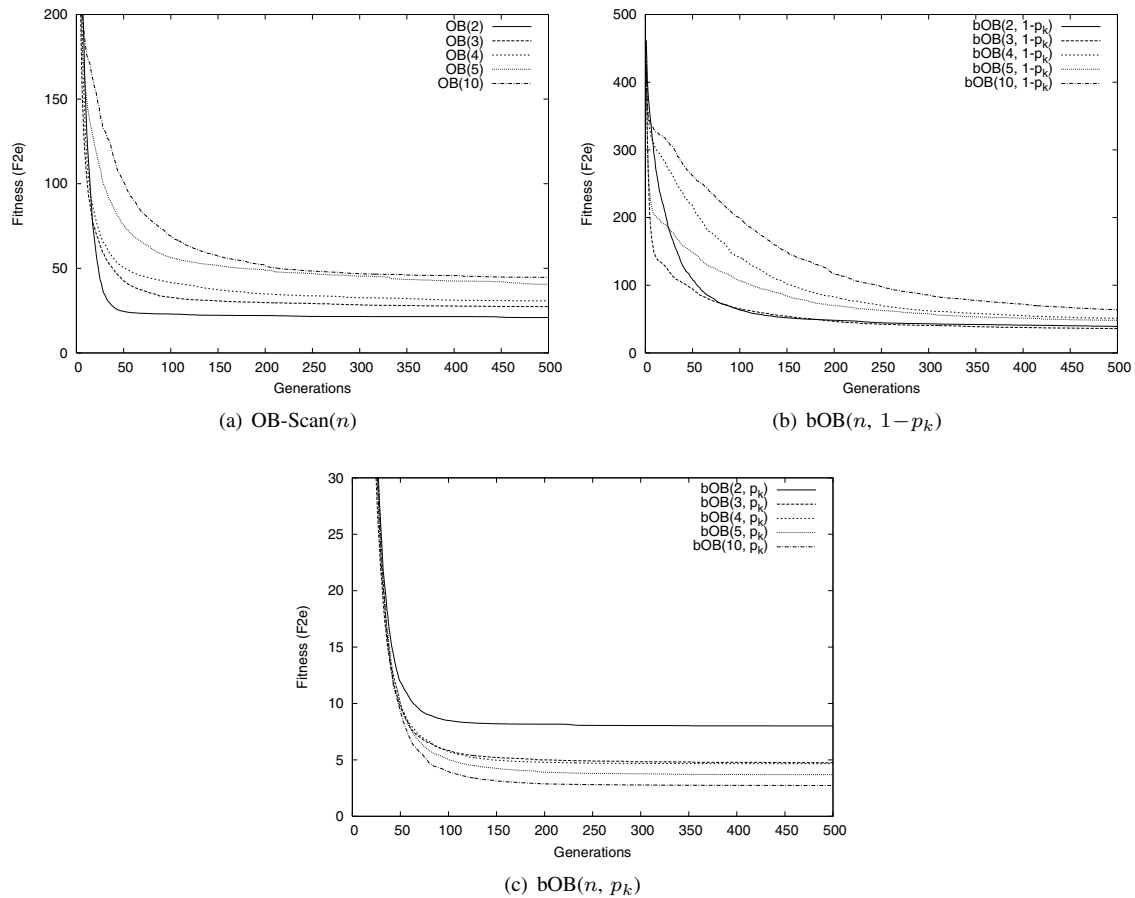 200
150
100
50
0
0 50 100 150 200 250 300 350 400 450 500
Fitness (F2e)
Generations
OB(2)
OB(3)
OB(4)
OB(5)
OB(10)
(a) OB-Scan(n)
500
400
300
200
100
0
0 50 100 150 200 250 300 350 400 450 500
Fitness (F2e)
Generations
bOB(2, 1-pk)
bOB(3, 1-pk)
bOB(4, 1-pk)
bOB(5, 1-pk)
bOB(10, 1-pk)
(b) bOB(n, 1−pk)
30
25
20
15
10
5
0
0 50 100 150 200 250 300 350 400 450 500
Fitness (F2e)
Generations
bOB(2, pk)
bOB(3, pk)
bOB(4, pk)
bOB(5, pk)
bOB(10, pk)
(c) bOB(n, pk)